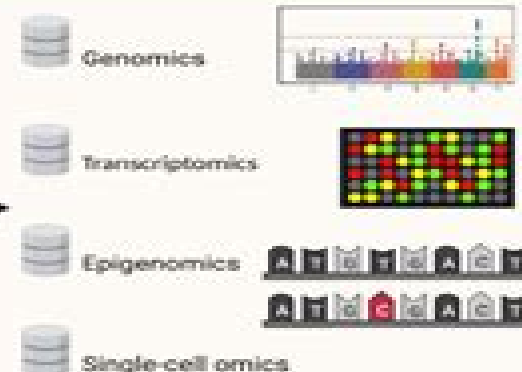 Genomics
Transcriptomics
Epigenomics
A T G T G A C T
A T G C G A C T
Single-cell omics